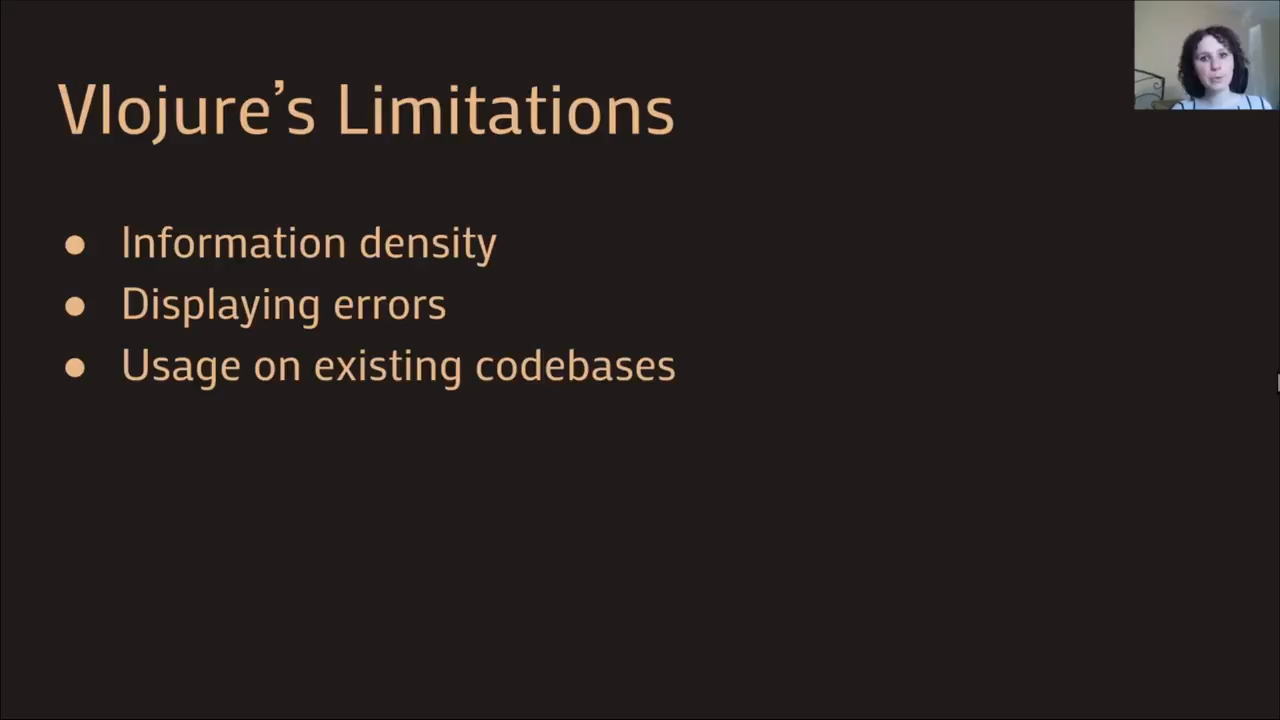 Vlojure’s Limitations
● Information density
● Displaying errors
● Usage on existing codebases